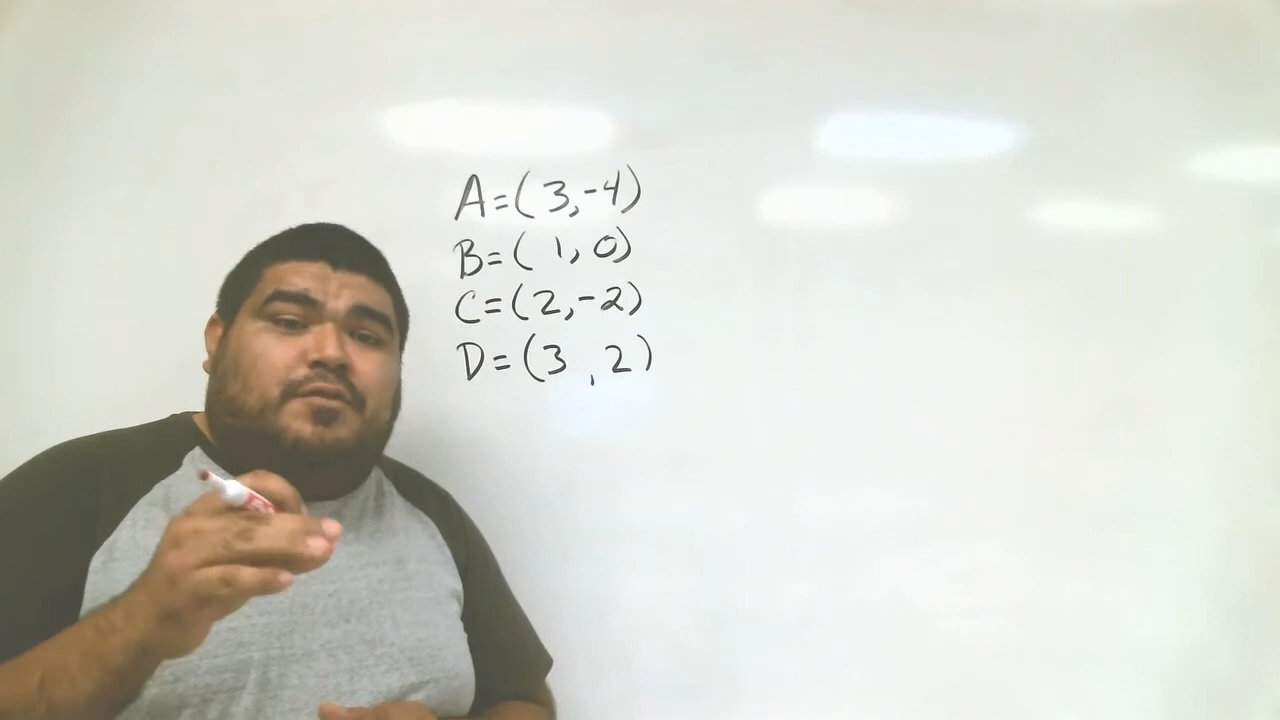 A=(3,-4)
B=(1,0)
C=(2,-2)
D=(3,2)